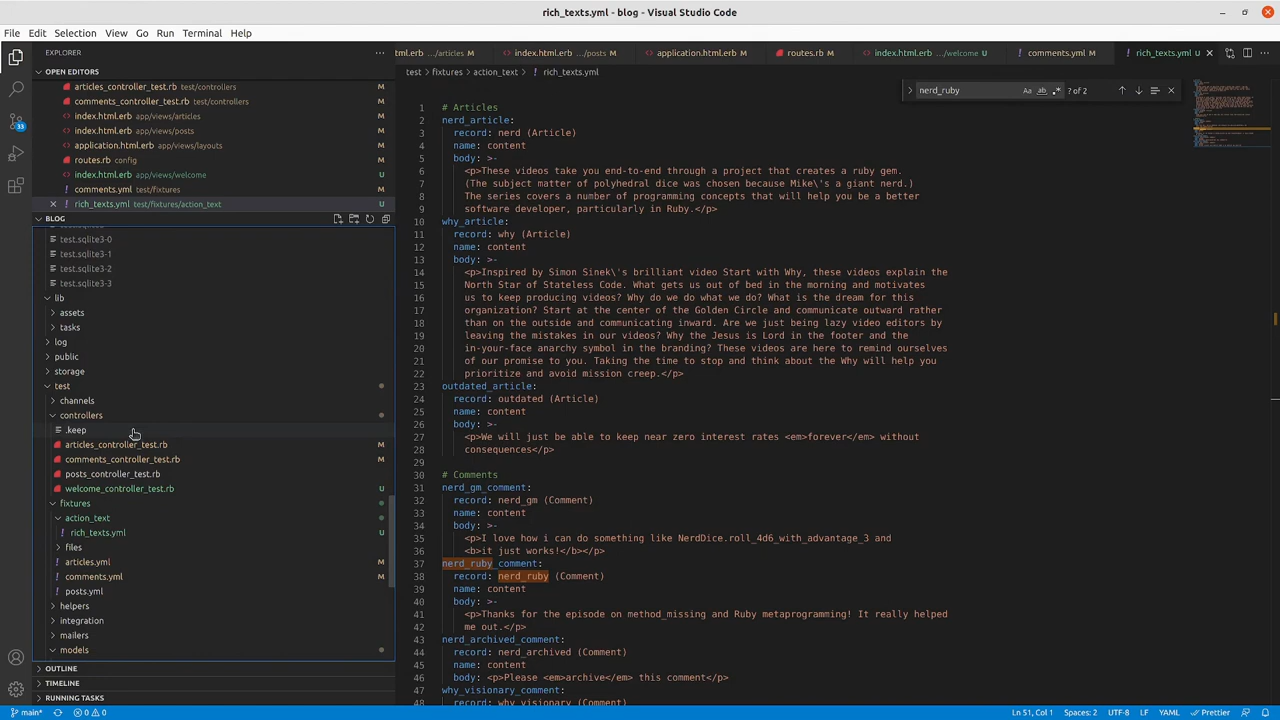 rich_texts.yml - blog - Visual Studio Code
File Edit Selection View Go Run Terminal Help
EXPLORER
OPEN EDITORS
articles_controller_test.rb test/controllers
comments_controller_test.rb test/controllers
index.html.erb app/views/articles
index.html.erb app/views/posts
application.html.erb app/views/layouts
routes.rb config
index.html.erb app/views/welcome
comments.yml test/fixtures
rich_texts.yml test/fixtures/action_text U
BLOG
test.sqlite3-0
test.sqlite3-1
test.sqlite3-2
test.sqlite3-3
lib
assets
tasks
log
public
storage
test
channels
controllers
.keep
articles_controller_test.rb M
comments_controller_test.rb M
posts_controller_test.rb
welcome_controller_test.rb U
fixtures
action_text
rich_texts.yml U
files
articles.yml M
comments.yml M
posts.yml
helpers
integration
mailers
models
OUTLINE
TIMELINE
RUNNING TASKS
33
tml.erb .../articles M index.html.erb .../posts M application.html.erb M routes.rb M index.html.erb .../welcome U comments.yml M rich_texts.yml U
test > fixtures > action_text > ! rich_texts.yml
nerd_ruby Aa ab .* ? of 2
1 # Articles
2 nerd_article:
3 record: nerd (Article)
4 name: content
5 body: >-
6 <p>These videos take you end-to-end through a project that creates a ruby gem.
7 (The subject matter of polyhedral dice was chosen because Mike\'s a giant nerd.)
8 The series covers a number of programming concepts that will help you be a better
9 software developer, particularly in Ruby.</p>
10 why_article:
11 record: why (Article)
12 name: content
13 body: >-
14 <p>Inspired by Simon Sinek\'s brilliant video Start with Why, these videos explain the
15 North Star of Stateless Code. What gets us out of bed in the morning and motivates
16 us to keep producing videos? Why do we do what we do? What is the dream for this
17 organization? Start at the center of the Golden Circle and communicate outward rather
18 than on the outside and communicating inward. Are we just being lazy video editors by
19 leaving the mistakes in our videos? Why the Jesus is Lord in the footer and the
20 in-your-face anarchy symbol in the branding? These videos are here to remind ourselves
21 of our promise to you. Taking the time to stop and think about the Why will help you
22 prioritize and avoid mission creep.</p>
23 outdated_article:
24 record: outdated (Article)
25 name: content
26 body: >-
27 <p>We will just be able to keep near zero interest rates <em>forever</em> without
28 consequences</p>
29
30 # Comments
31 nerd_gm_comment:
32 record: nerd_gm (Comment)
33 name: content
34 body: >-
35 <p>I love how i can do something like NerdDice.roll_4d6_with_advantage_3 and
36 <b>it just works!</b></p>
37 nerd_ruby_comment:
38 record: nerd_ruby (Comment)
39 name: content
40 body: >-
41 <p>Thanks for the episode on method_missing and Ruby metaprogramming! It really helped
42 me out.</p>
43 nerd_archived_comment:
44 record: nerd_archived (Comment)
45 name: content
46 body: <p>Please <em>archive</em> this comment</p>
47 why_visionary_comment:
48 record: why_visionary (Comment)
main* 0 0 Ln 51, Col 1 Spaces: 2 UTF-8 LF YAML Prettier